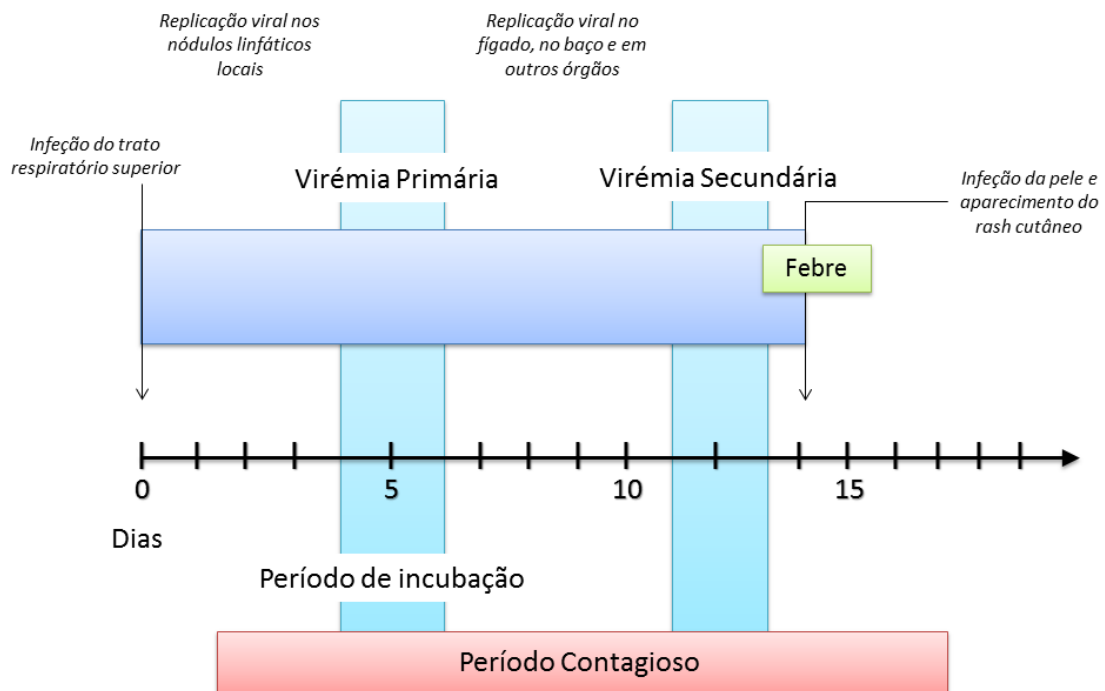 Replicação viral nos
nódulos linfáticos
locais
Replicação viral no
fígado, no baço e em
outros órgãos
Infeção do trato
respiratório superior
Virémia Primária
Virémia Secundária
Infeção da pele e
aparecimento do
rash cutâneo
Febre
0
5
10
15
Dias
Período de incubação
Período Contagioso